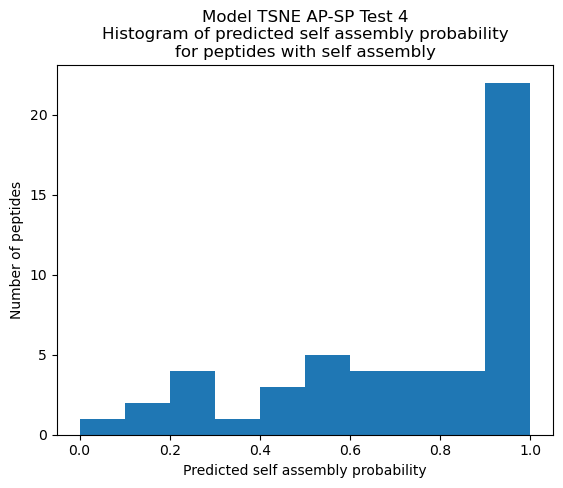 Model TSNE AP-SP Test 4
Histogram of predicted self assembly probability
for peptides with self assembly
20
15
10
5
0
Number of peptides
0.0 0.2 0.4 0.6 0.8 1.0
Predicted self assembly probability